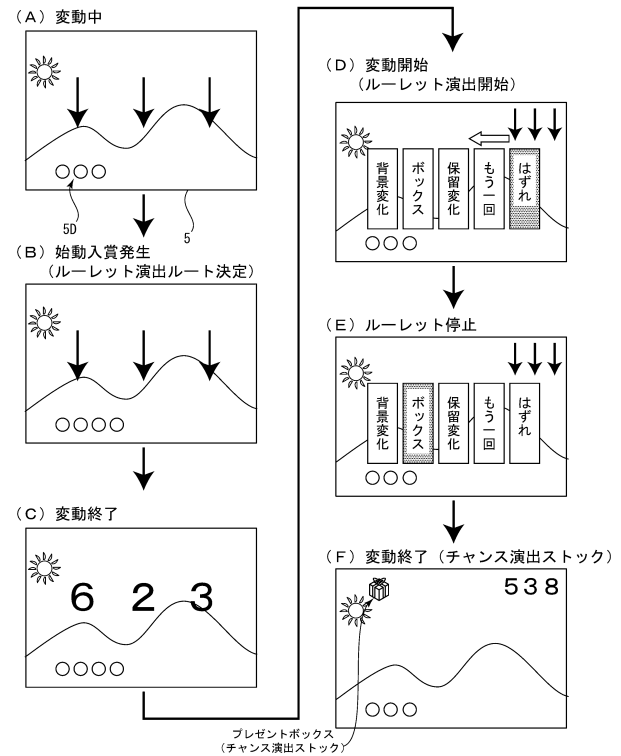 （Ａ）変動中
5D
5
（Ｂ）始動入賞発生
（ルーレット演出ルート決定）
（Ｃ）変動終了
6 2 3
（Ｄ）変動開始
（ルーレット演出開始）
背景変化
ボックス
保留変化
もう一回
はずれ
（Ｅ）ルーレット停止
背景変化
ボックス
保留変化
もう一回
はずれ
（Ｆ）変動終了（チャンス演出ストック）
538
プレゼントボックス
（チャンス演出ストック）